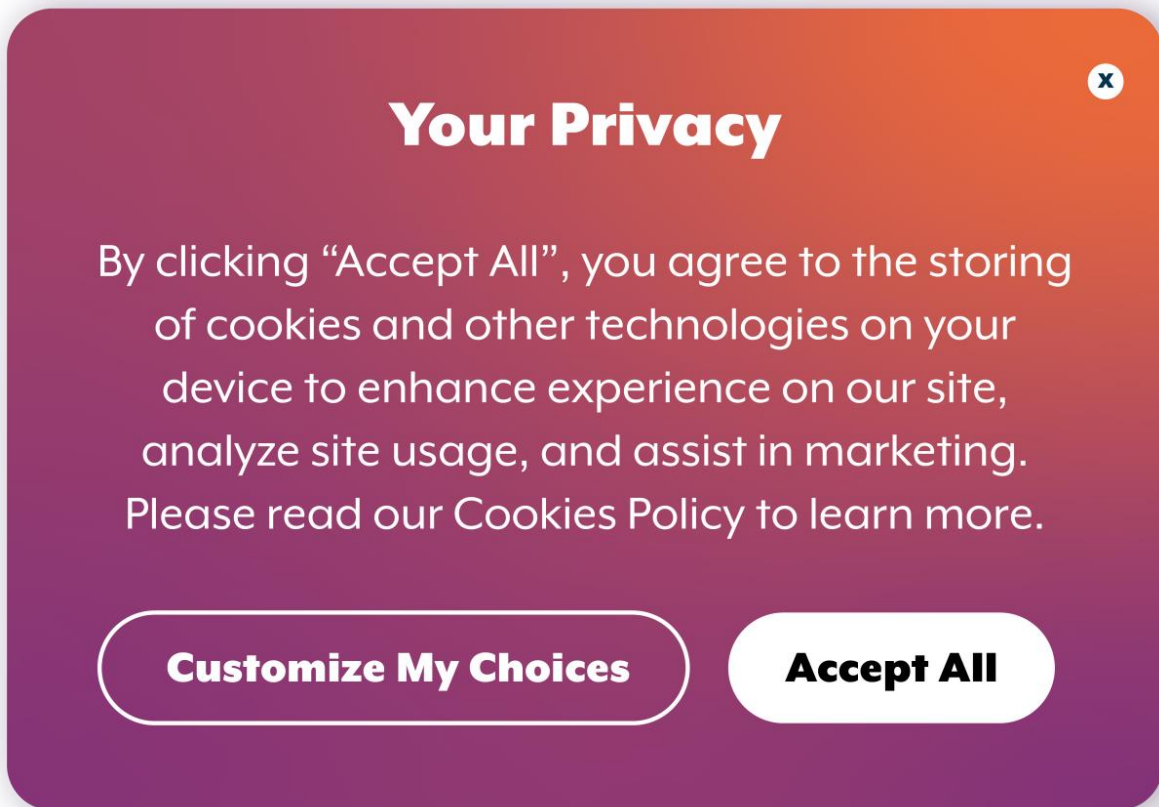 x
Your Privacy
By clicking “Accept All”, you agree to the storing
of cookies and other technologies on your
device to enhance experience on our site,
analyze site usage, and assist in marketing.
Please read our Cookies Policy to learn more.
Customize My Choices
Accept All